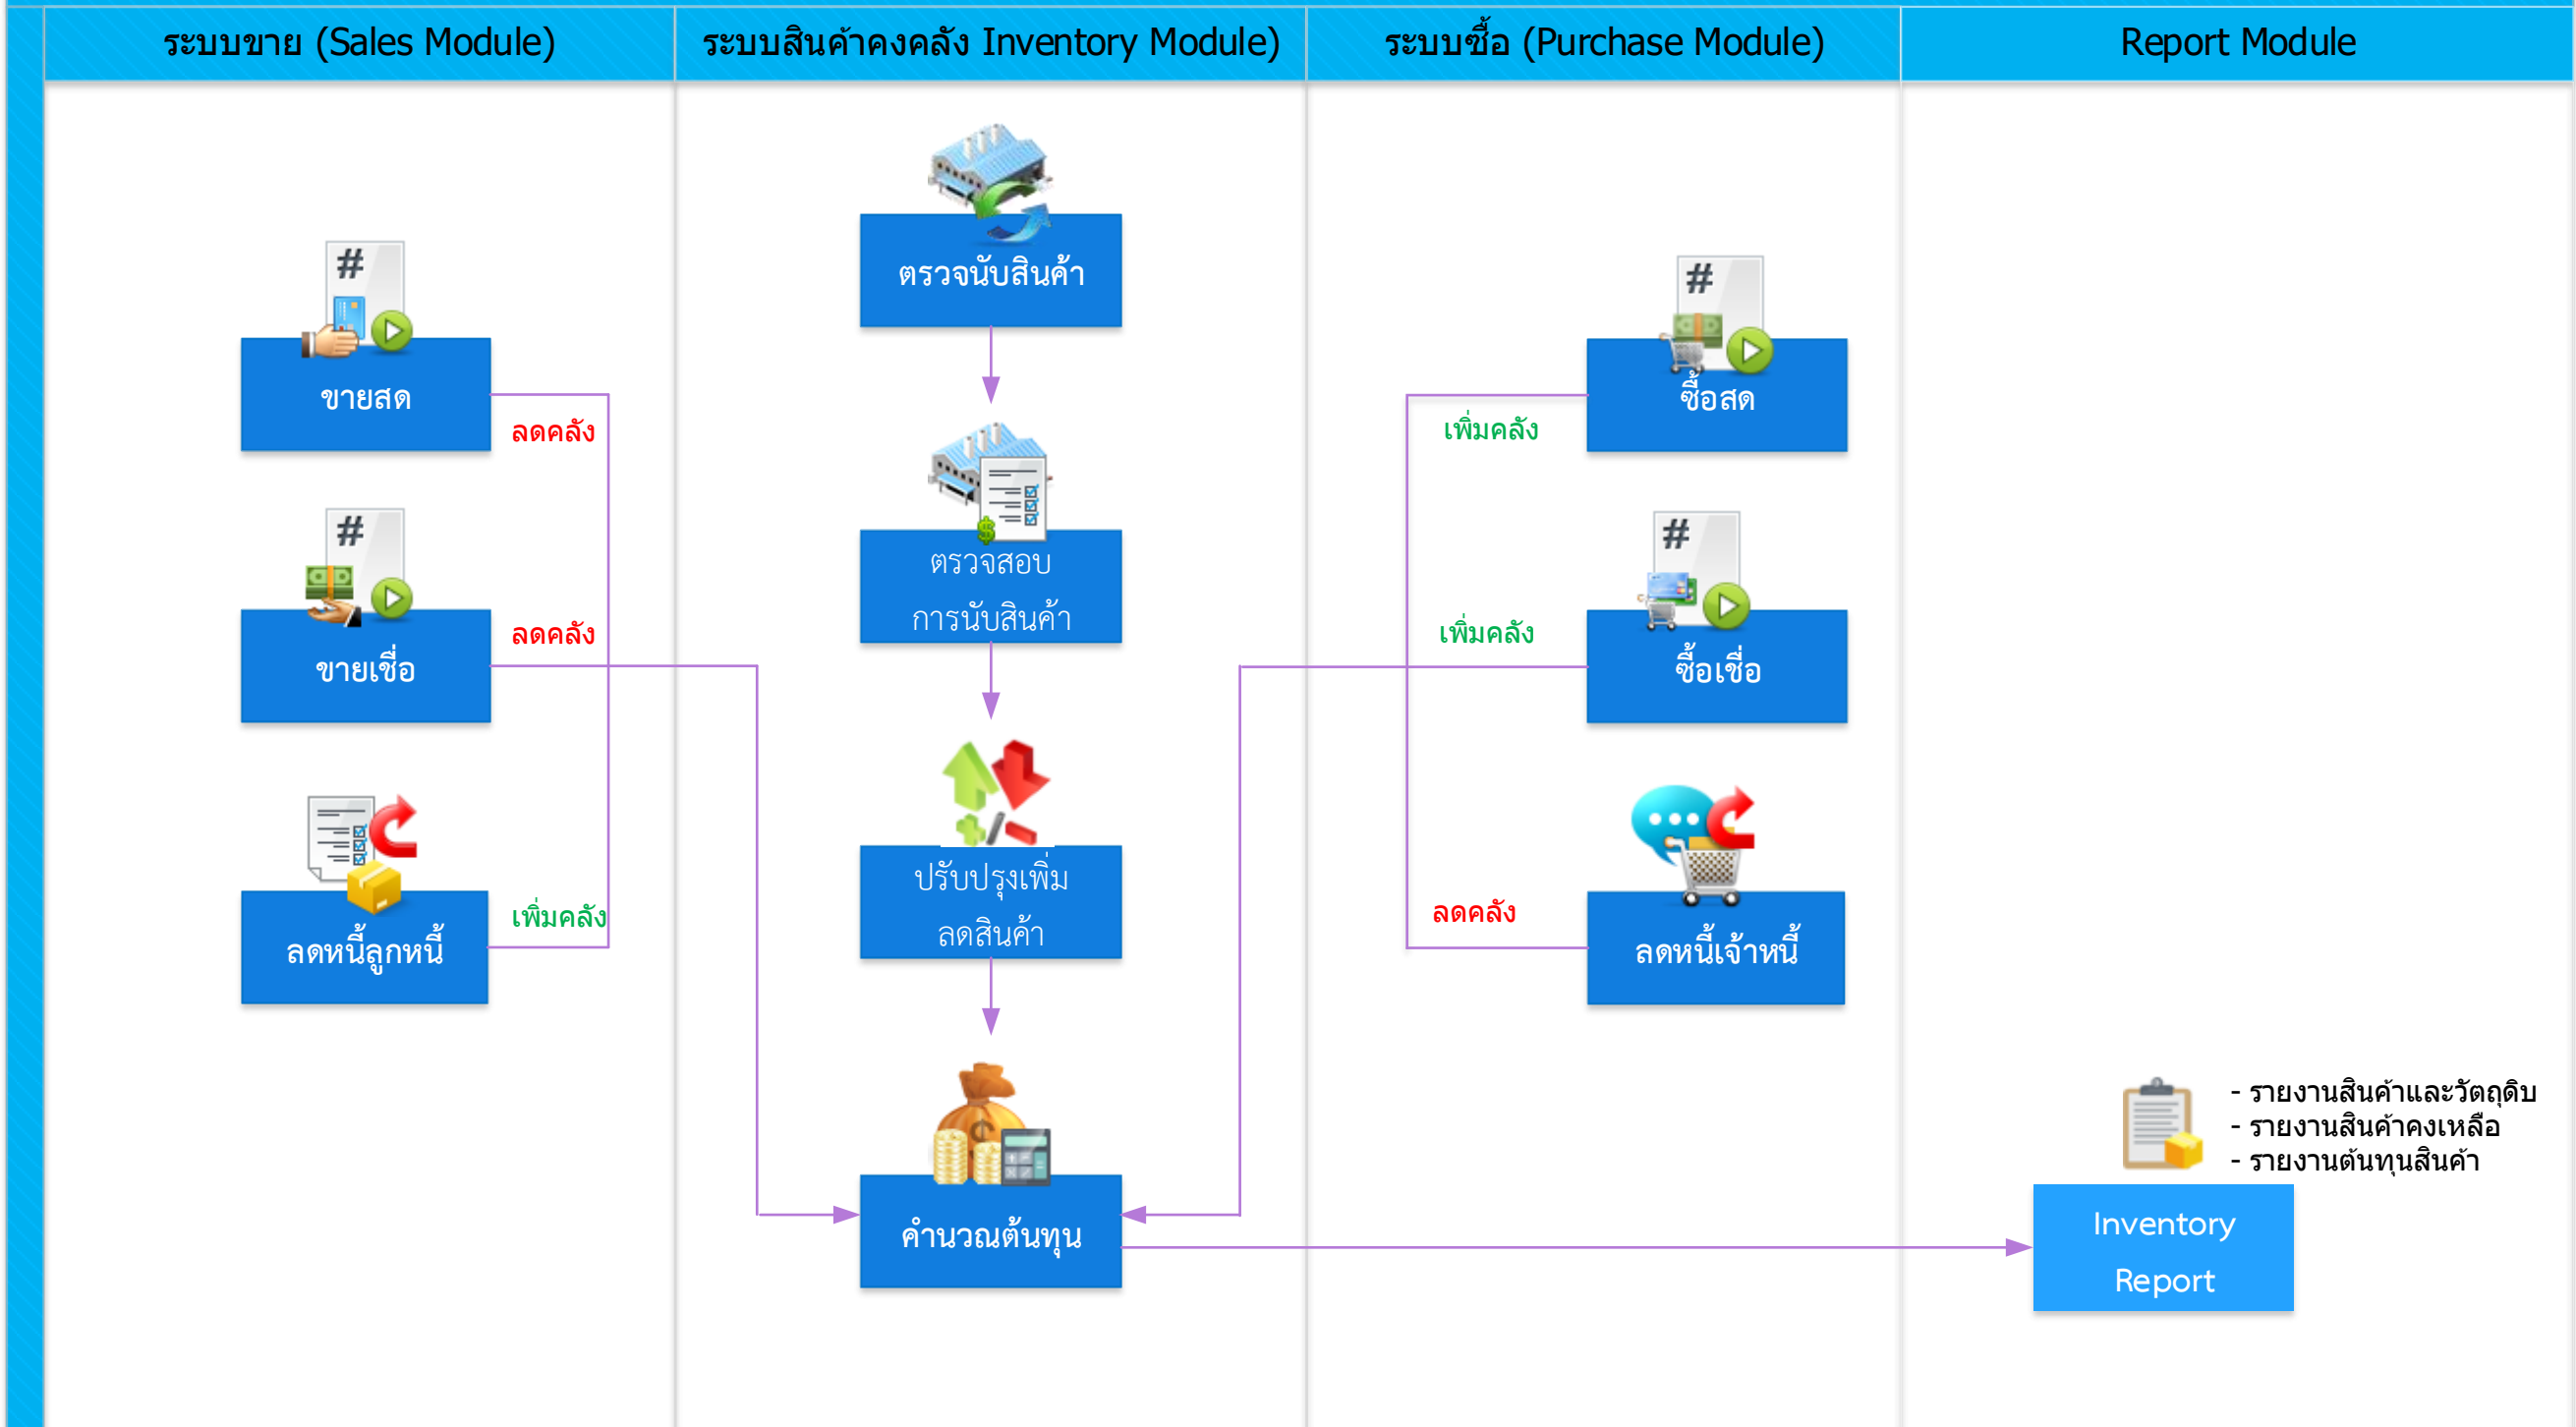 ระบบขาย (Sales Module)
ระบบสินค้าคงคลัง Inventory Module)
ระบบซื้อ (Purchase Module)
Report Module
#
ขายสด
ลดคลัง
#
ขายเชื่อ
ลดคลัง
ลดหนี้ลูกหนี้
เพิ่มคลัง
ตรวจนับสินค้า
ตรวจสอบ
การนับสินค้า
ปรับปรุงเพิ่ม
ลดสินค้า
คำนวณต้นทุน
#
ซื้อสด
เพิ่มคลัง
#
ซื้อเชื่อ
เพิ่มคลัง
ลดหนี้เจ้าหนี้
ลดคลัง
- รายงานสินค้าและวัตถุดิบ
- รายงานสินค้าคงเหลือ
- รายงานต้นทุนสินค้า
Inventory
Report